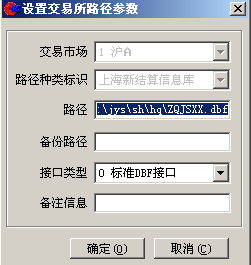 设置交易所路径参数
交易市场 1 沪A
路径种类标识 上海新结算信息库
路径 :\jys\sh\hq\ZQJSXX.dbf
备份路径
接口类型 0 标准DBF接口
备注信息
确定(O) 取消(C)